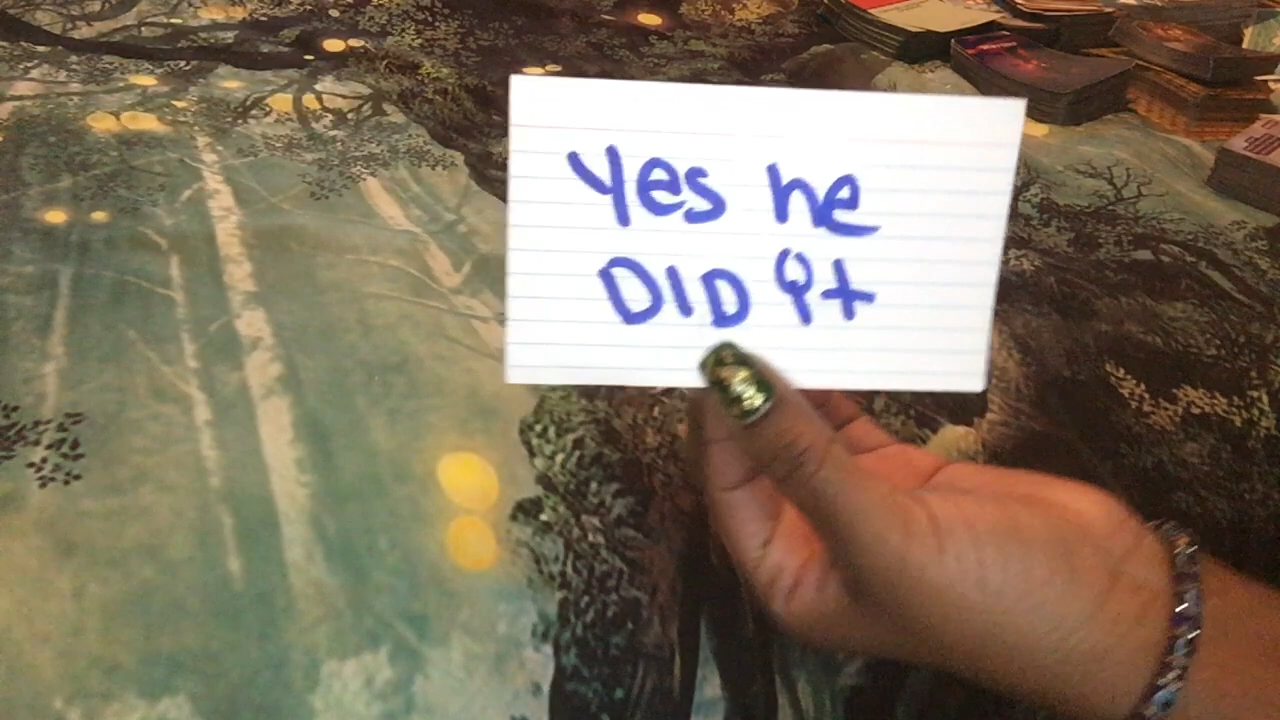 Yes he
DID it